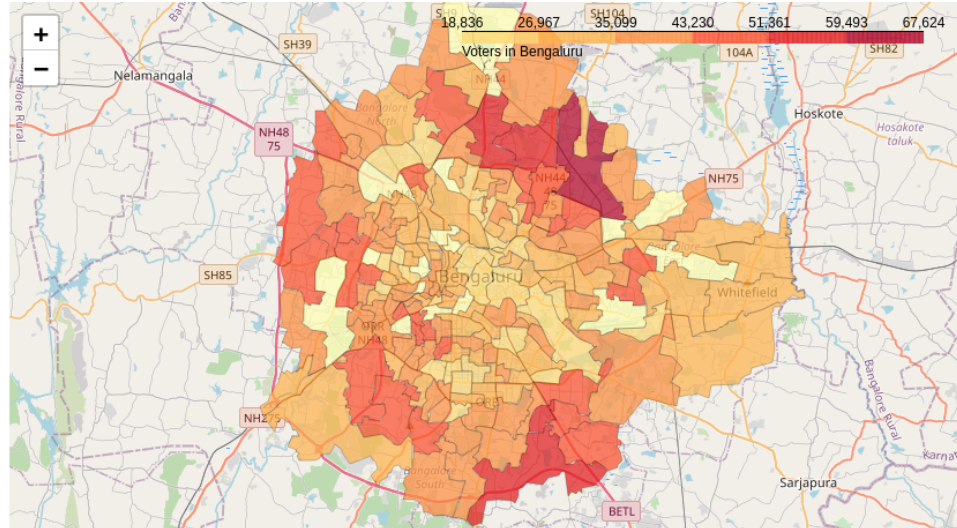 +
−
18,836 26,967 35,099 43,230 51,361 59,493 67,624
Voters in Bengaluru
SH9
SH104
SH39
104A
SH82
Nelamangala
NH44
Bangalore
North
Hoskote
Hosakote
taluk
NH48
75
NH75
NH44
75
SH85
Bengaluru
Whitefield
NH48
NH275
Bangalore
South
Sarjapura
BETL
Bangalore Rural